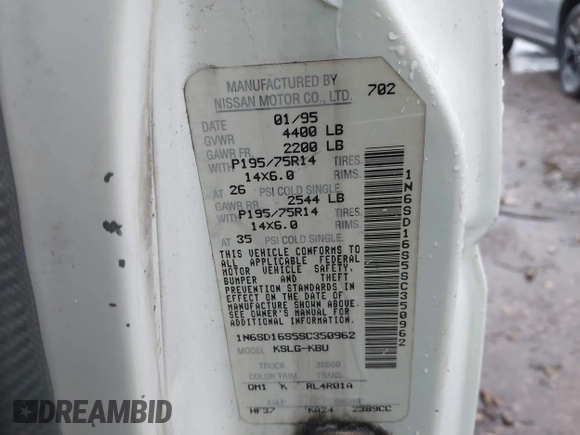 MANUFACTURED BY
NISSAN MOTOR CO., LTD.
702
DATE 01/95
GVWR 4400 LB
GAWR FR 2200 LB
WITH P195/75R14 TIRES,
14X6.0 RIMS,
AT 26 PSI COLD SINGLE
GAWR RR 2544 LB
WITH P195/75R14 TIRES,
14X6.0 RIMS,
AT 35 PSI COLD SINGLE.
THIS VEHICLE CONFORMS TO
ALL APPLICABLE FEDERAL
MOTOR VEHICLE SAFETY,
BUMPER AND THEFT
PREVENTION STANDARDS IN
EFFECT ON THE DATE OF
MANUFACTURE SHOWN ABOVE.
SEE OWNER'S MANUAL FOR
ADDITIONAL INFORMATION.
1N6SD16S5SC350962
KSLG-KBU
TRUCK
COLOR TRIM TRANS.
QM1 K RL4R01A
HF37 KA24 2389CC
1N6SD16S5SC350962
EPICVIN
EPICVIN.COM